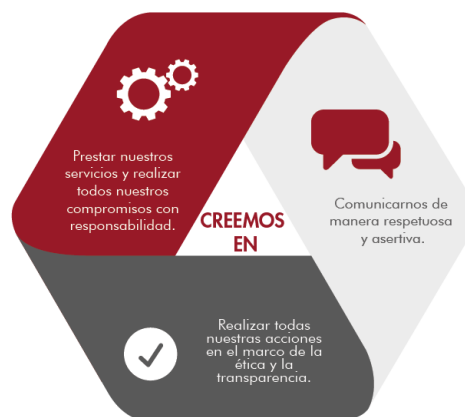 Prestar nuestros
servicios y realizar
todos nuestros
compromisos con
responsabilidad.
Comunicarnos de
manera respetuosa
y asertiva.
CREEMOS
EN
Realizar todas
nuestras acciones
en el marco de la
ética y la
transparencia.